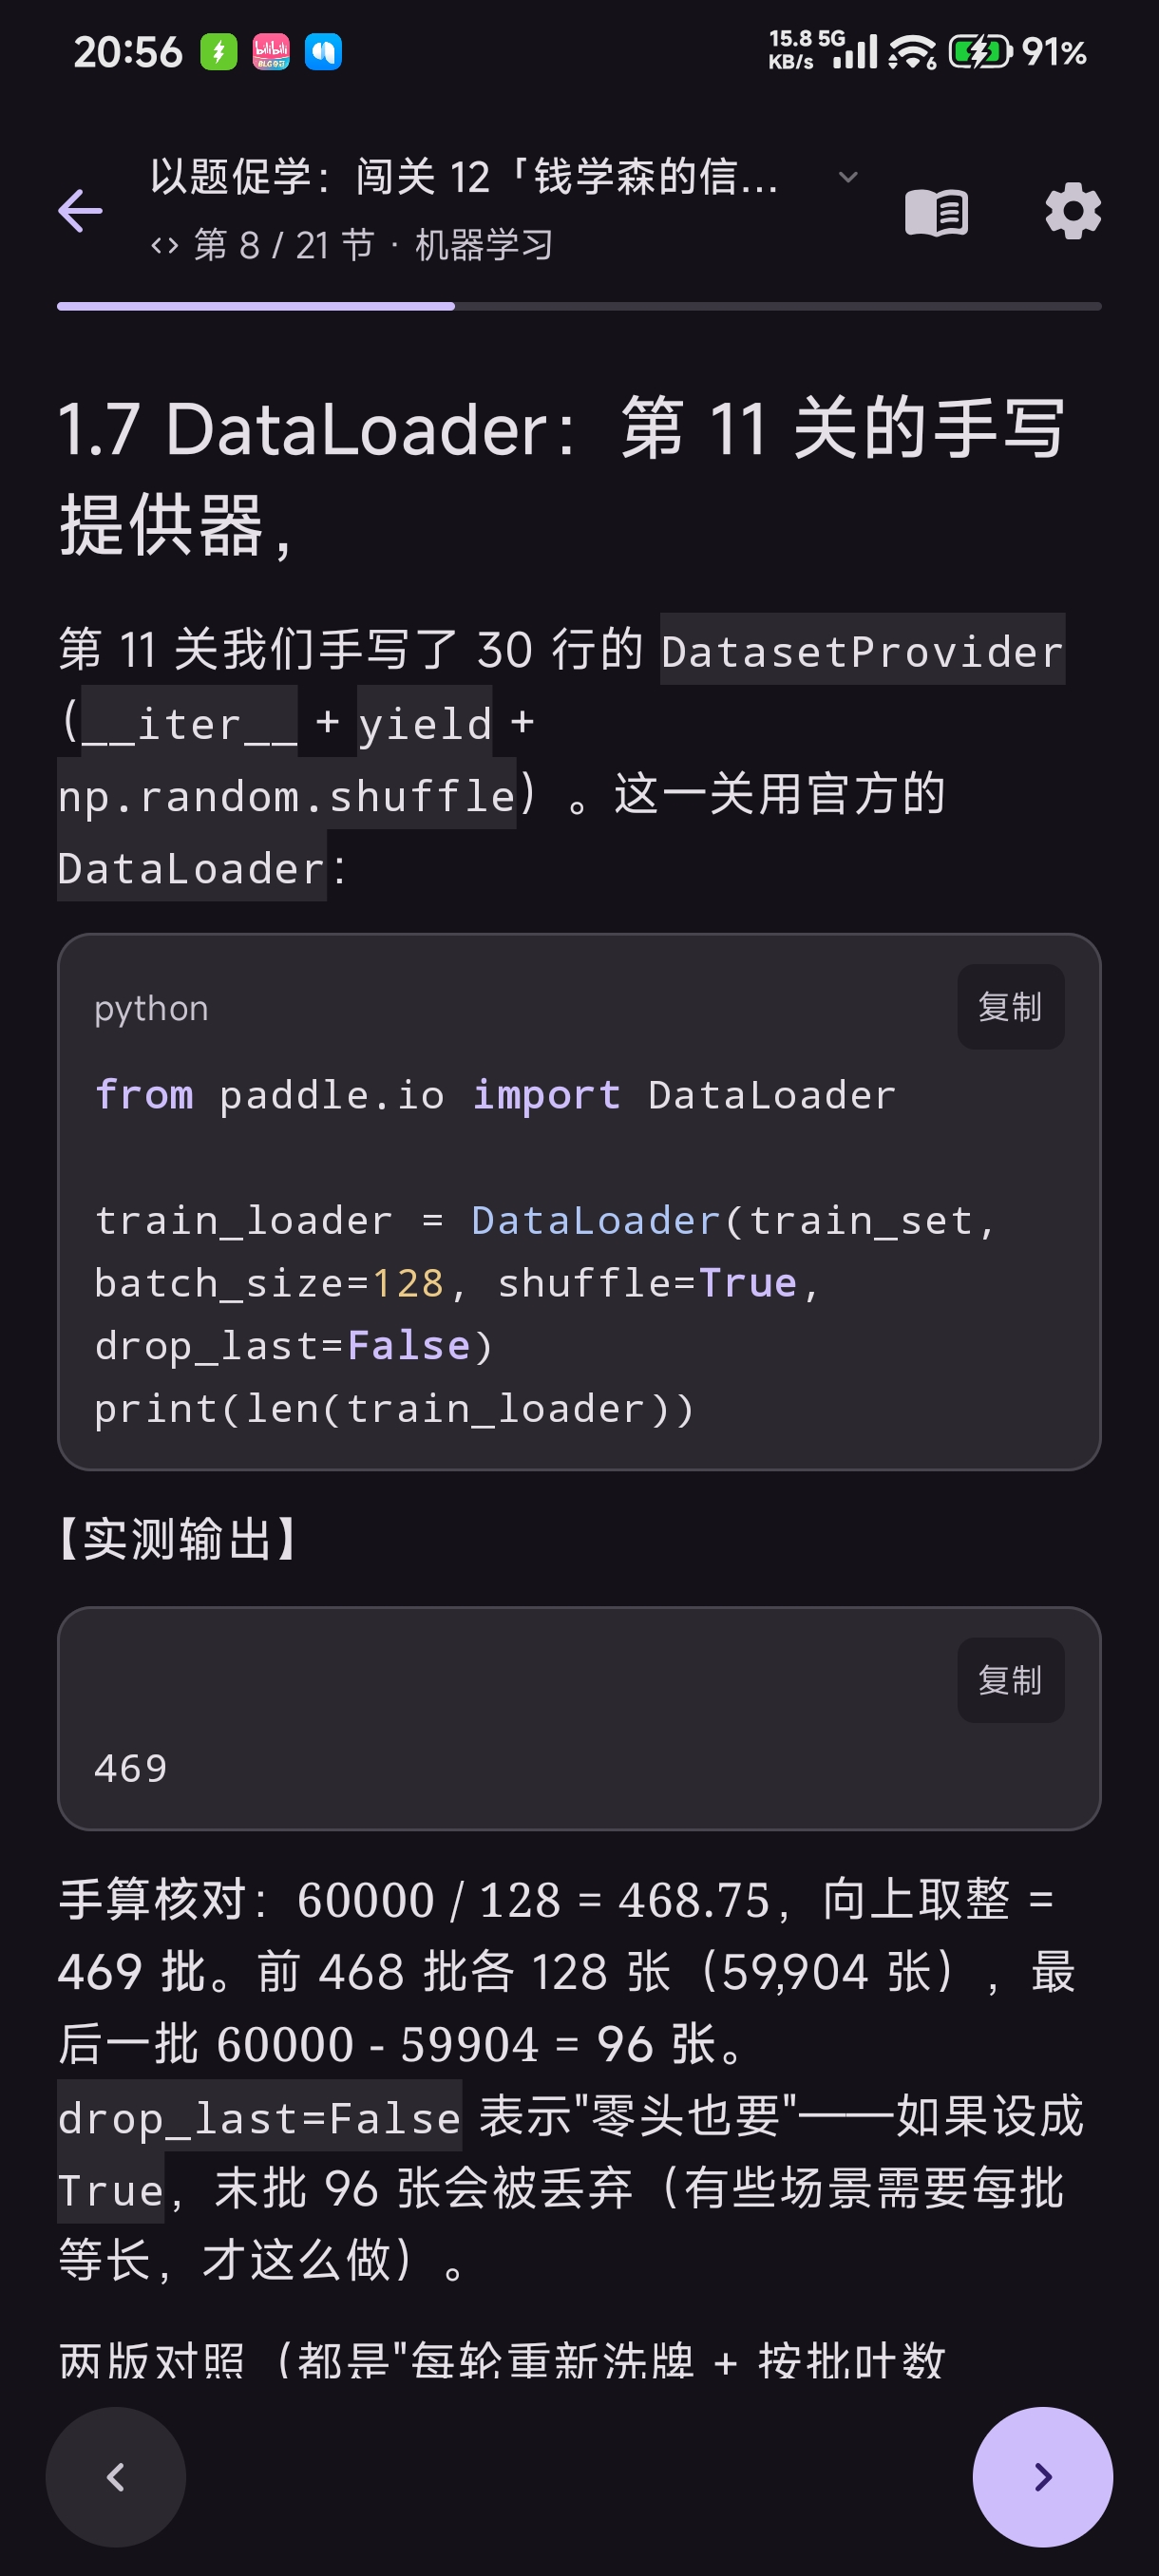 20:56
15.8 5G
KB/s
6
91%
以题促学：闯关 12「钱学森的信...
<> 第 8 / 21 节 · 机器学习
1.7 DataLoader：第 11 关的手写
提供器，
第 11 关我们手写了 30 行的 DatasetProvider
（__iter__ + yield +
np.random.shuffle）。这一关用官方的
DataLoader：
python
复制
from paddle.io import DataLoader
train_loader = DataLoader(train_set,
batch_size=128, shuffle=True,
drop_last=False)
print(len(train_loader))
【实测输出】
复制
469
手算核对：60000 / 128 = 468.75，向上取整 =
469 批。前 468 批各 128 张（59,904 张），最
后一批 60000 - 59904 = 96 张。
drop_last=False 表示"零头也要"——如果设成
True，末批 96 张会被丢弃（有些场景需要每批
等长，才这么做）。
两版对照（都是"每轮重新洗牌 + 按批叶数